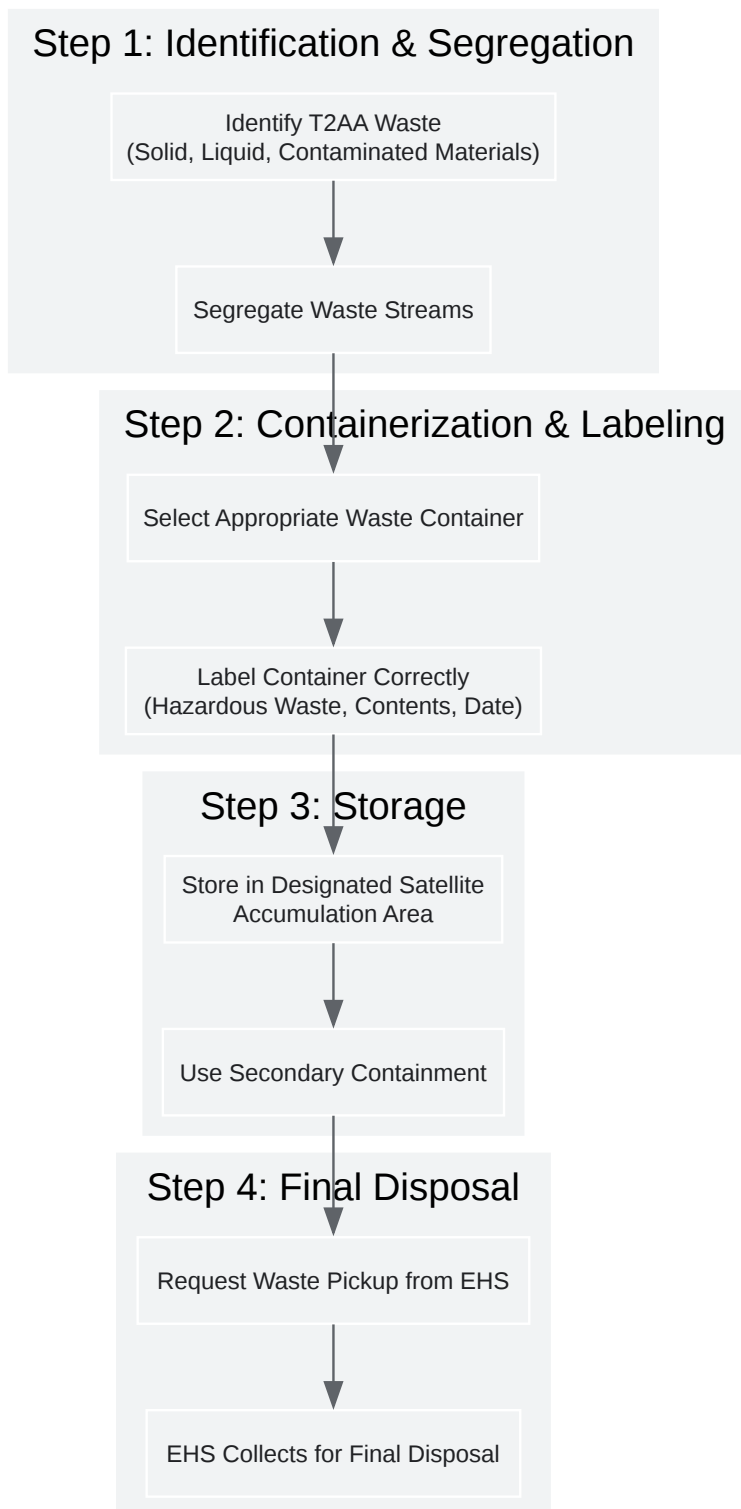 Step 1: Identification & Segregation
Identify T2AA Waste
(Solid, Liquid, Contaminated Materials)
Segregate Waste Streams
Step 2: Containerization & Labeling
Select Appropriate Waste Container
Label Container Correctly
(Hazardous Waste, Contents, Date)
Step 3: Storage
Store in Designated Satellite
Accumulation Area
Use Secondary Containment
Step 4: Final Disposal
Request Waste Pickup from EHS
EHS Collects for Final Disposal